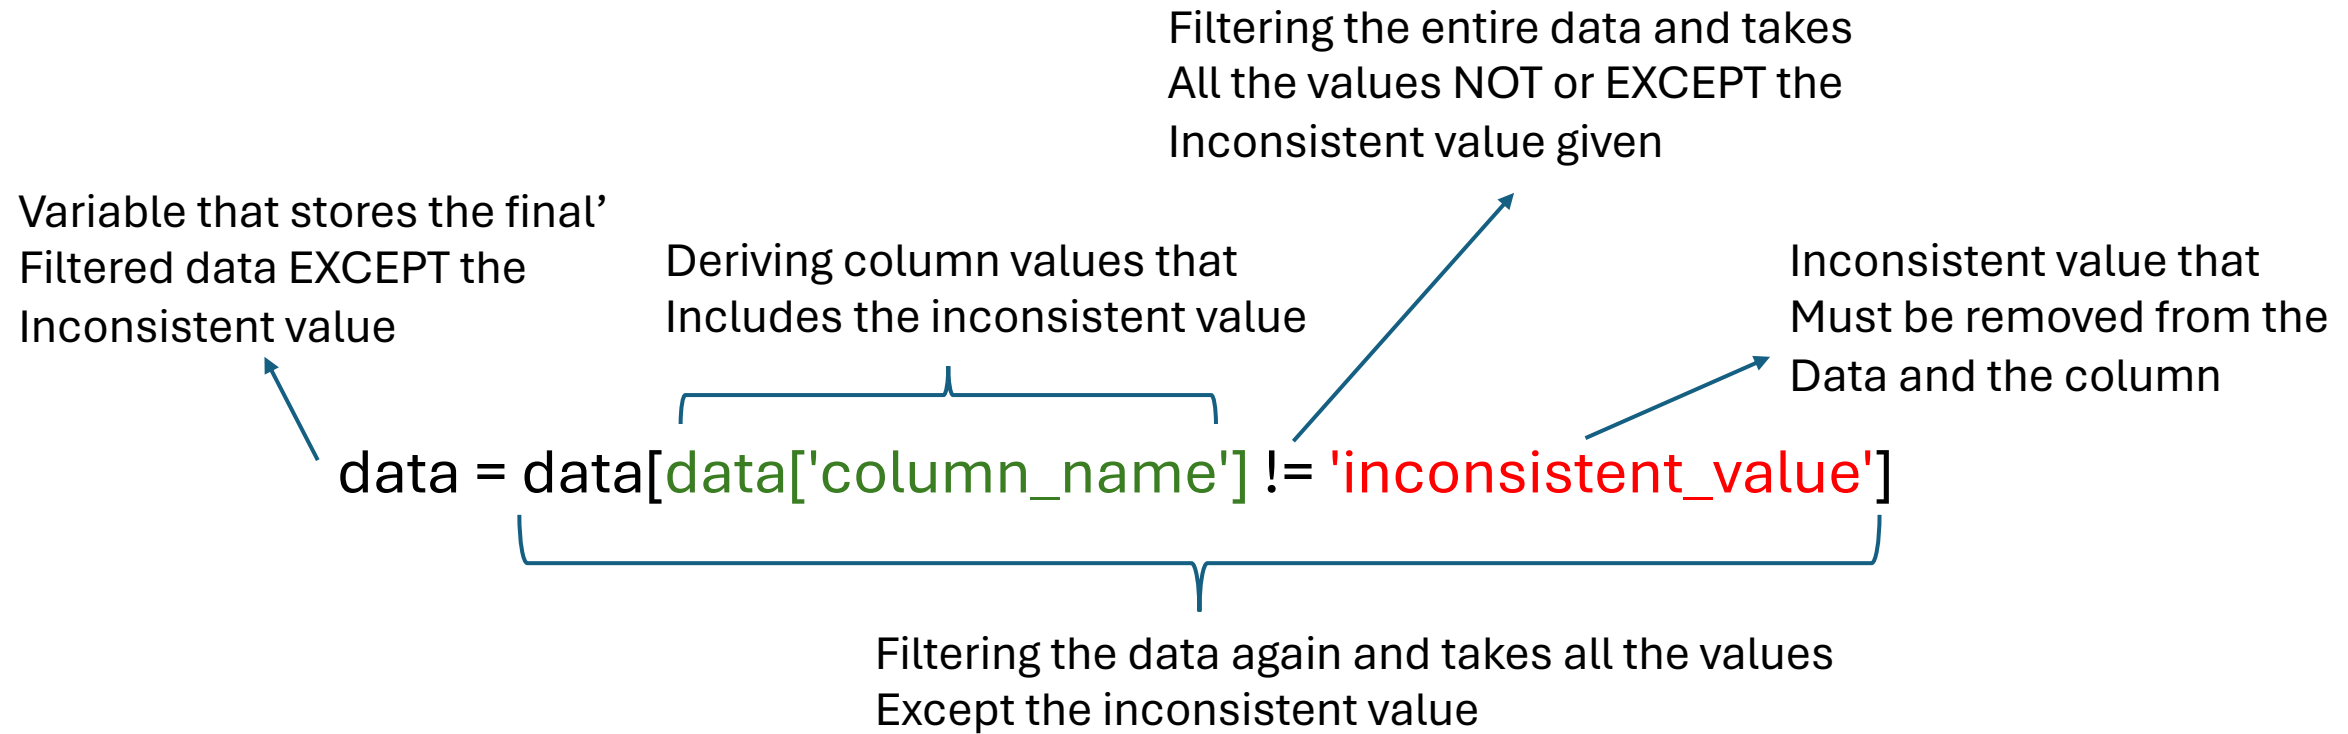 Filtering the entire data and takes
All the values NOT or EXCEPT the
Inconsistent value given
Variable that stores the final’
Filtered data EXCEPT the
Inconsistent value
Deriving column values that
Includes the inconsistent value
Inconsistent value that
Must be removed from the
Data and the column
data = data[data['column_name'] != 'inconsistent_value']
Filtering the data again and takes all the values
Except the inconsistent value